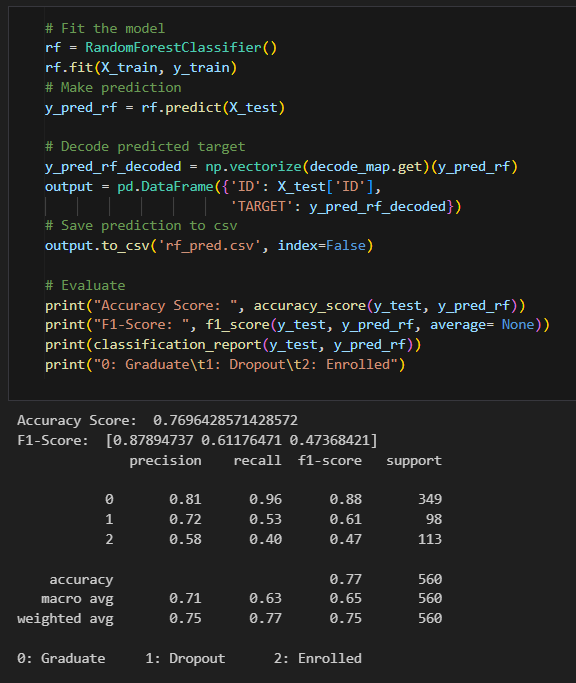 # Fit the model
rf = RandomForestClassifier()
rf.fit(X_train, y_train)
# Make prediction
y_pred_rf = rf.predict(X_test)
# Decode predicted target
y_pred_rf_decoded = np.vectorize(decode_map.get)(y_pred_rf)
output = pd.DataFrame({'ID': X_test['ID'],
'TARGET': y_pred_rf_decoded})
# Save prediction to csv
output.to_csv('rf_pred.csv', index=False)
# Evaluate
print("Accuracy Score: ", accuracy_score(y_test, y_pred_rf))
print("F1-Score: ", f1_score(y_test, y_pred_rf, average= None))
print(classification_report(y_test, y_pred_rf))
print("0: Graduate\t1: Dropout\t2: Enrolled")
Accuracy Score:  0.7696428571428572
F1-Score:  [0.87894737 0.61176471 0.47368421]
precision    recall  f1-score   support
0       0.81      0.96      0.88       349
1       0.72      0.53      0.61        98
2       0.58      0.40      0.47       113
accuracy                           0.77       560
macro avg       0.71      0.63      0.65       560
weighted avg       0.75      0.77      0.75       560
0: Graduate     1: Dropout      2: Enrolled